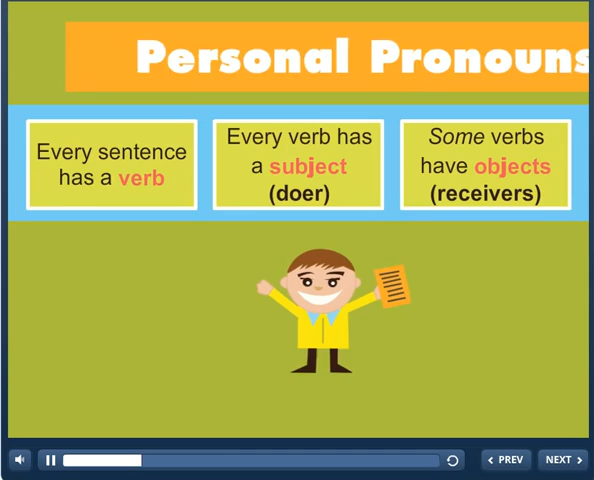 Personal Pronouns
Every sentence
has a verb
Every verb has
a subject
(doer)
Some verbs
have objects
(receivers)
PREV
NEXT